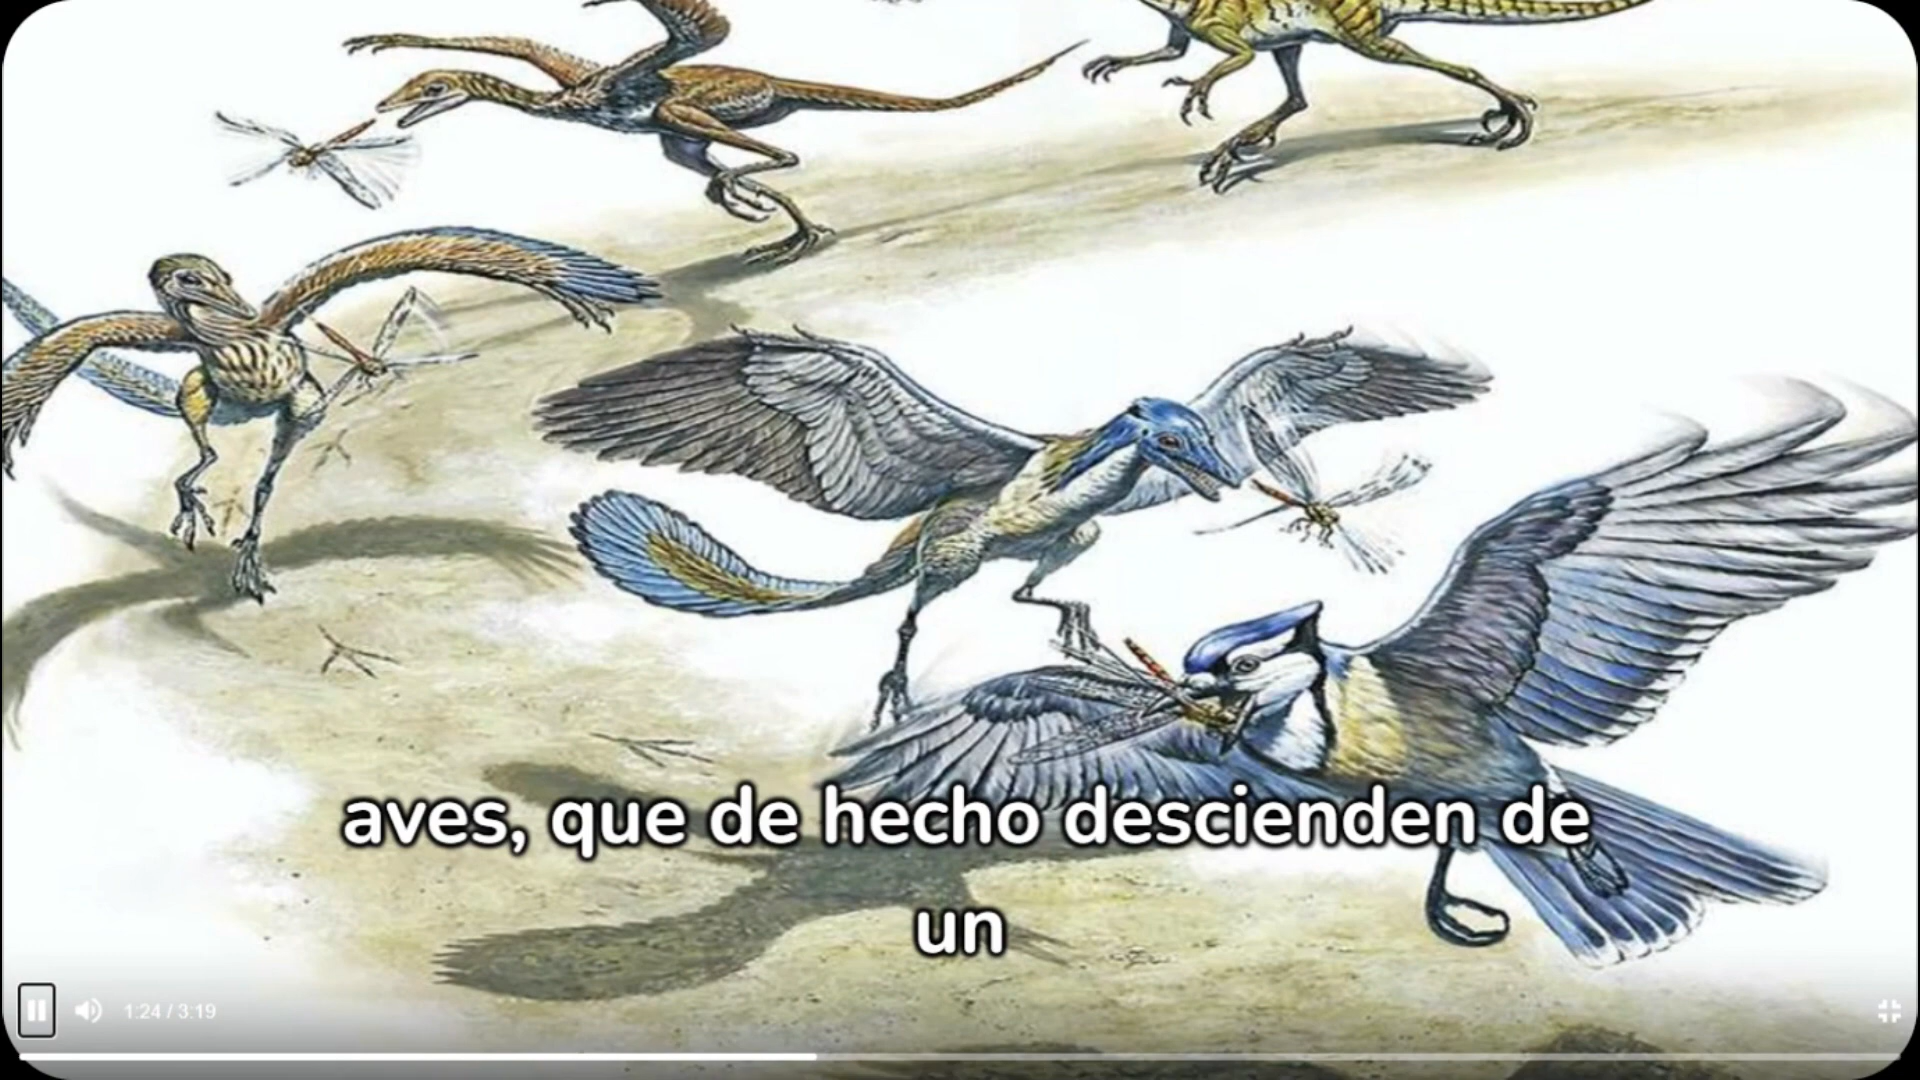 aves, que de hecho descienden de
un
1:24 / 3:19